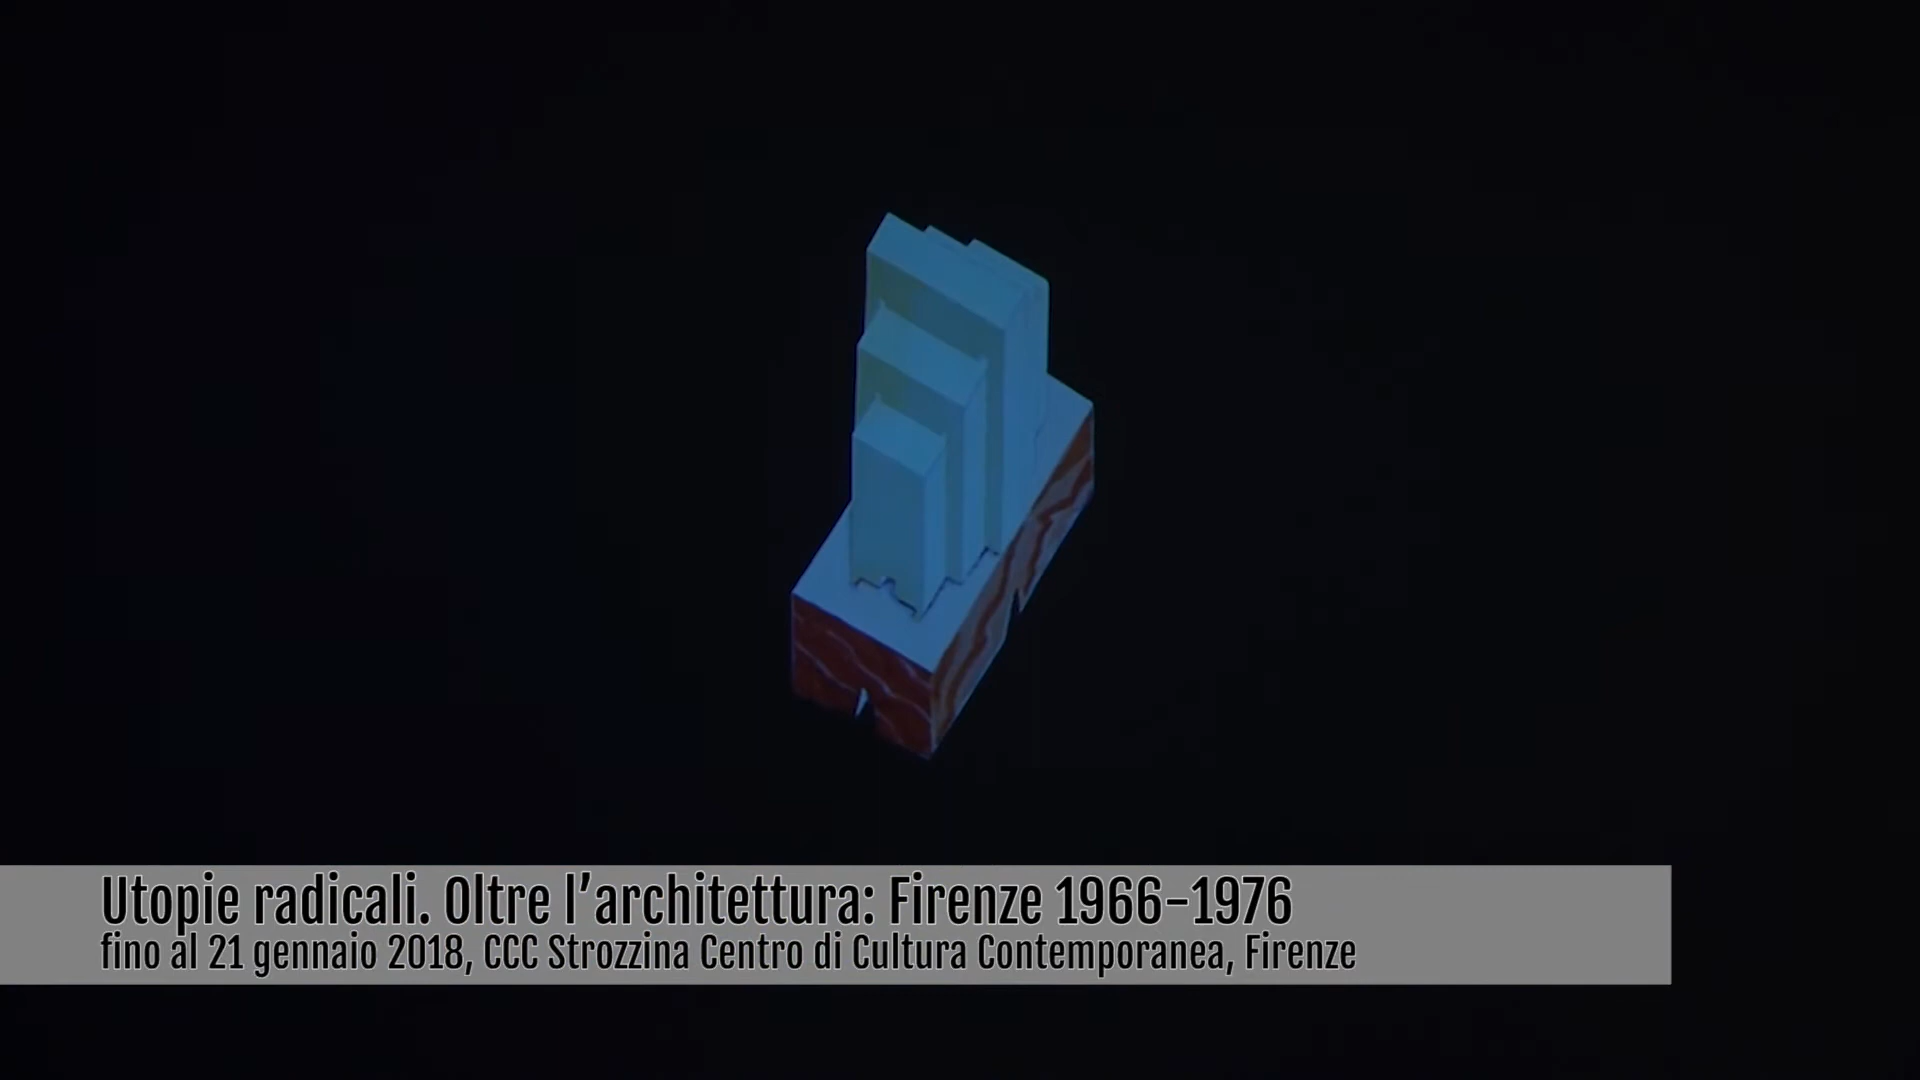 Utopie radicali. Oltre l’architettura: Firenze 1966-1976
fino al 21 gennaio 2018, CCC Strozzina Centro di Cultura Contemporanea, Firenze